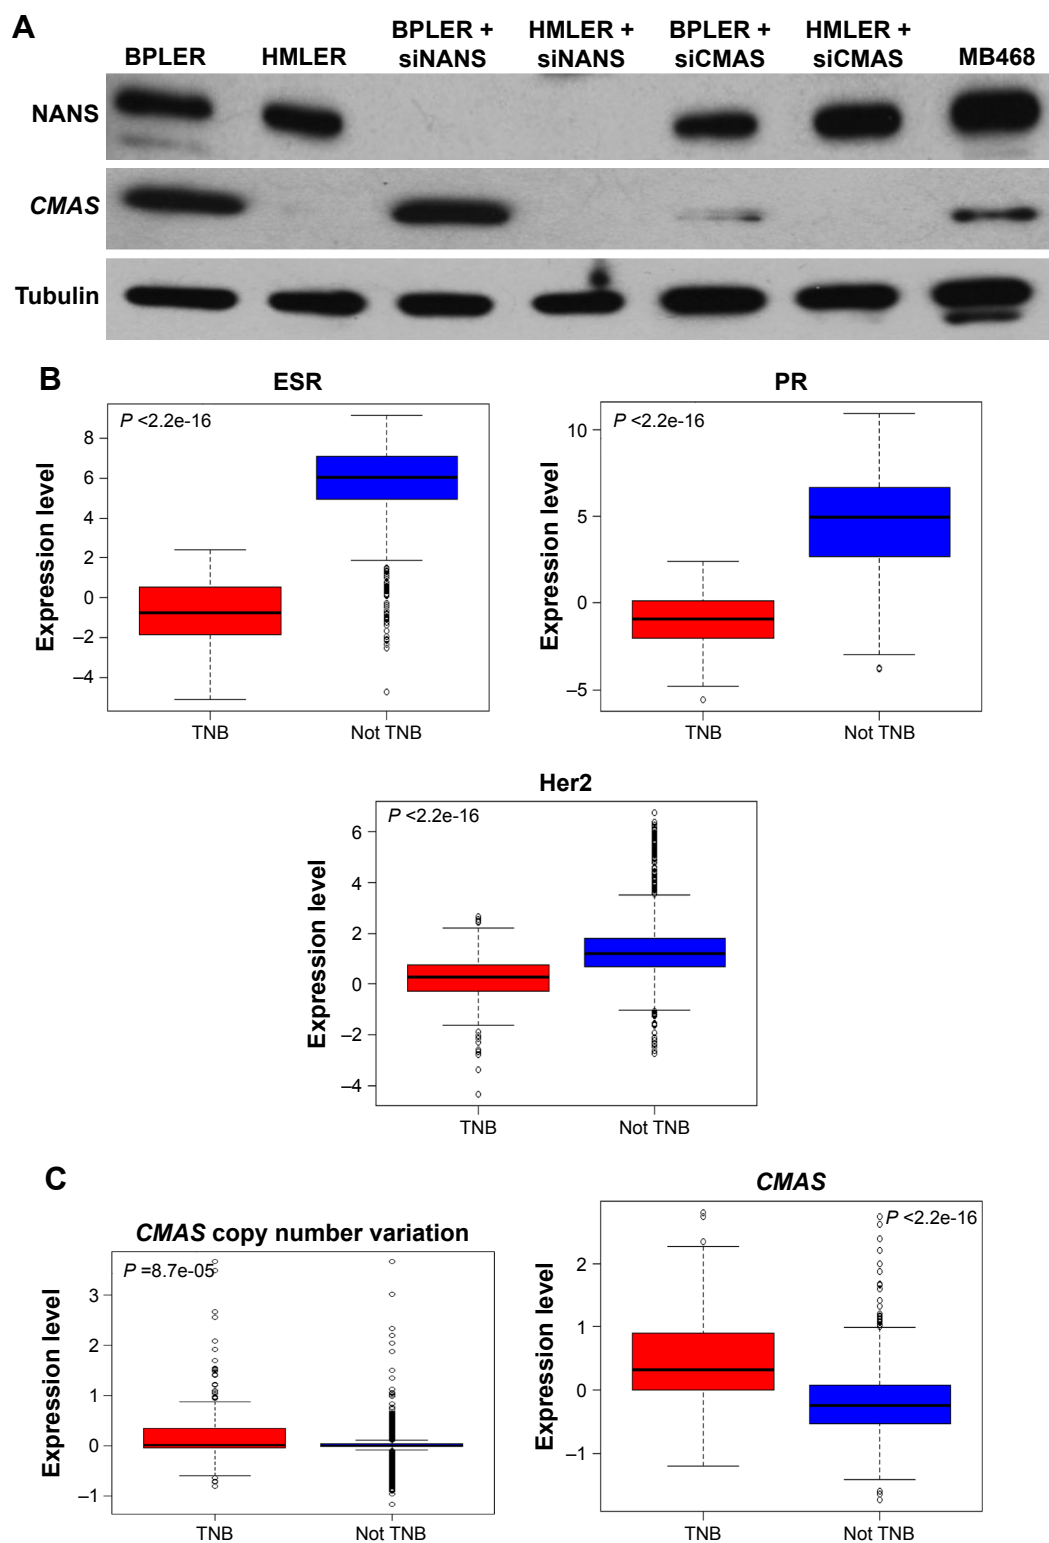 A
BPLER HMLER BPLER + siNANS HMLER + siNANS BPLER + siCMAS HMLER + siCMAS MB468
NANS
CMAS
Tubulin
B
ESR
P <2.2e-16
Expression level
8
6
4
2
0
–2
–4
TNB Not TNB
PR
P <2.2e-16
Expression level
10
5
0
–5
TNB Not TNB
Her2
P <2.2e-16
Expression level
6
4
2
0
–2
–4
TNB Not TNB
C
CMAS copy number variation
P =8.7e-05
Expression level
3
2
1
0
–1
TNB Not TNB
CMAS
P <2.2e-16
Expression level
2
1
0
–1
TNB Not TNB